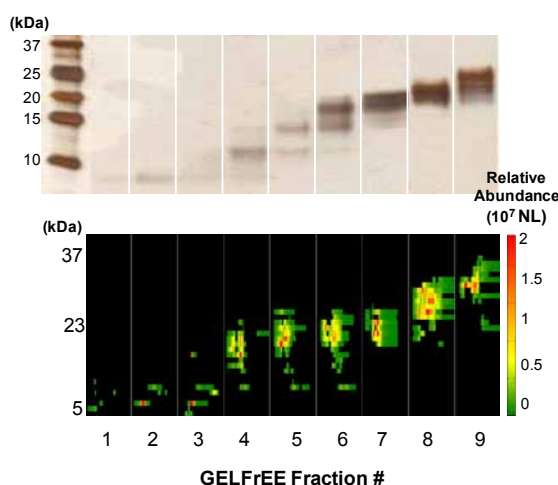 (kDa)
37
25
20
15
10
Relative
Abundance
(10⁷ NL)
(kDa)
37
23
5
2
1.5
1
0.5
0
1 2 3 4 5 6 7 8 9
GELFrEE Fraction #